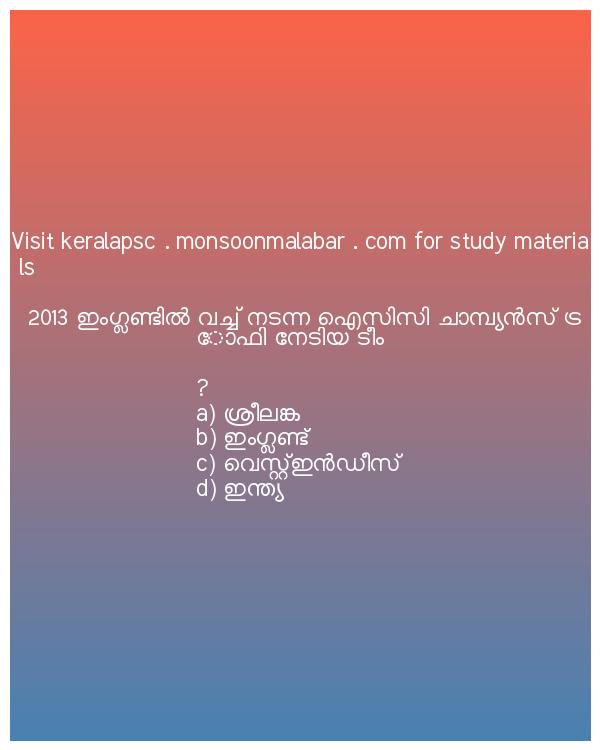 Visit keralapsc . monsoonmalabar . com for study materia
ls
2013 ഇംഗ്ലണ്ടിൽ വച്ച് നടന്ന ഐസിസി ചാമ്പ്യൻസ് ട്ര
ോഫി നേടിയ ടീം
?
a) ശ്രീലങ്ക
b) ഇംഗ്ലണ്ട്
c) വെസ്റ്റ്ഇൻഡീസ്
d) ഇന്ത്യ